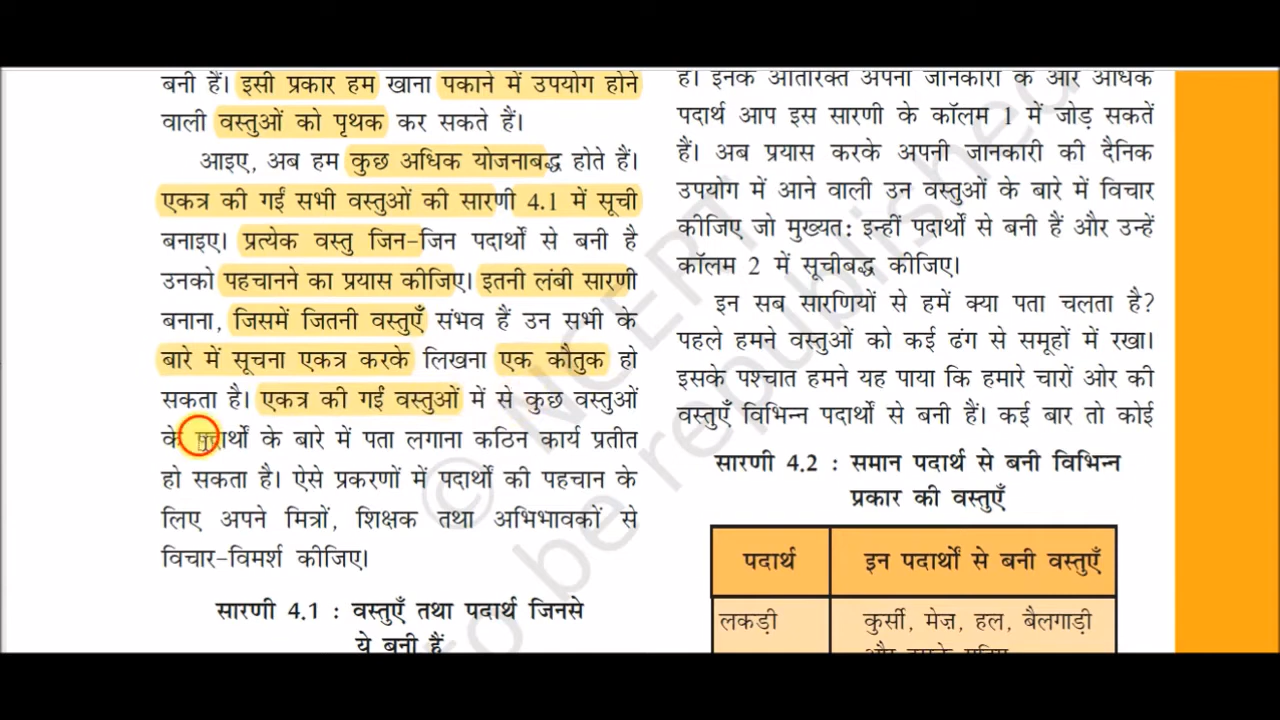 बनी हैं। इसी प्रकार हम खाना पकाने में उपयोग होने
वाली वस्तुओं को पृथक कर सकते हैं।
आइए, अब हम कुछ अधिक योजनाबद्ध होते हैं।
एकत्र की गईं सभी वस्तुओं की सारणी 4.1 में सूची
बनाइए। प्रत्येक वस्तु जिन-जिन पदार्थों से बनी है
उनको पहचानने का प्रयास कीजिए। इतनी लंबी सारणी
बनाना, जिसमें जितनी वस्तुएँ संभव हैं उन सभी के
बारे में सूचना एकत्र करके लिखना एक कौतुक हो
सकता है। एकत्र की गईं वस्तुओं में से कुछ वस्तुओं
के पदार्थों के बारे में पता लगाना कठिन कार्य प्रतीत
हो सकता है। ऐसे प्रकरणों में पदार्थों की पहचान के
लिए अपने मित्रों, शिक्षक तथा अभिभावकों से
विचार-विमर्श कीजिए।
सारणी 4.1 : वस्तुएँ तथा पदार्थ जिनसे
ये बनी हैं
हैं। इनके अतिरिक्त अपनी जानकारी के और अधिक
पदार्थ आप इस सारणी के कॉलम 1 में जोड़ सकतें
हैं। अब प्रयास करके अपनी जानकारी की दैनिक
उपयोग में आने वाली उन वस्तुओं के बारे में विचार
कीजिए जो मुख्यत: इन्हीं पदार्थों से बनी हैं और उन्हें
कॉलम 2 में सूचीबद्ध कीजिए।
इन सब सारणियों से हमें क्या पता चलता है?
पहले हमने वस्तुओं को कई ढंग से समूहों में रखा।
इसके पश्चात हमने यह पाया कि हमारे चारों ओर की
वस्तुएँ विभिन्न पदार्थों से बनी हैं। कई बार तो कोई
सारणी 4.2 : समान पदार्थ से बनी विभिन्न
प्रकार की वस्तुएँ
पदार्थ इन पदार्थों से बनी वस्तुएँ
लकड़ी कुर्सी, मेज़, हल, बैलगाड़ी
© NCERT
to be republished